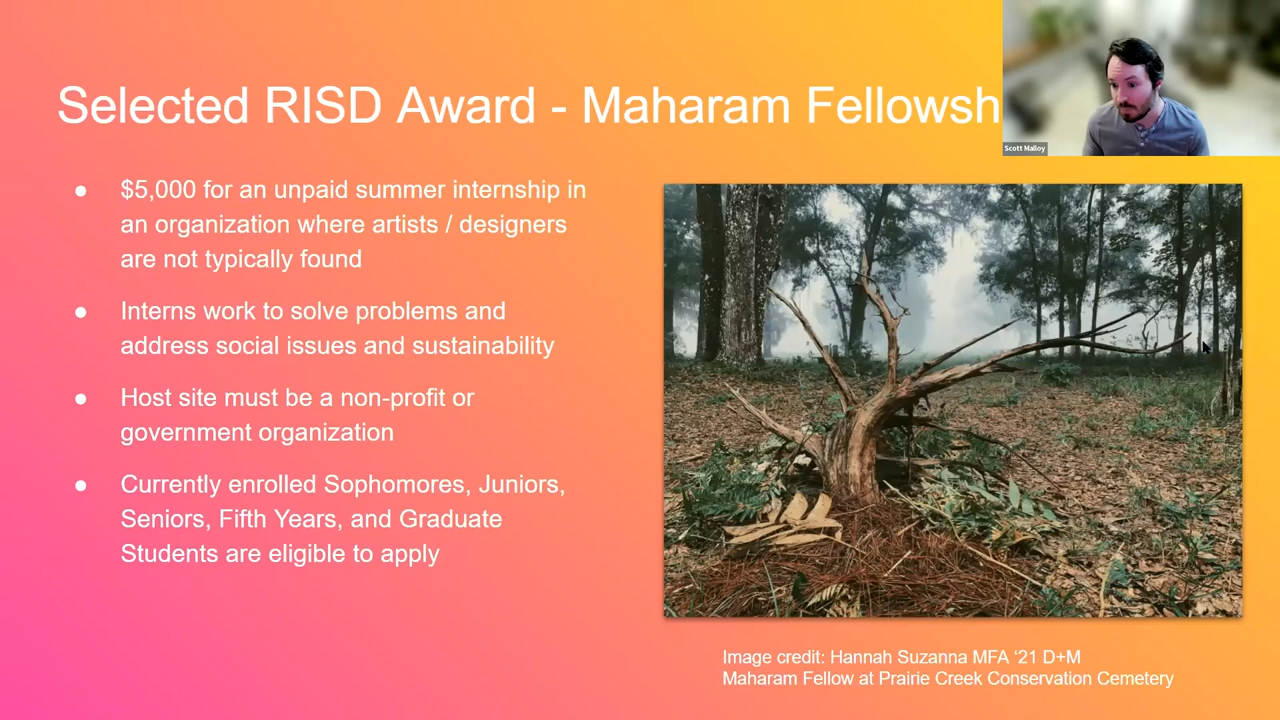 Selected RISD Award - Maharam Fellowsh
Scott Malloy
● $5,000 for an unpaid summer internship in
an organization where artists / designers
are not typically found
● Interns work to solve problems and
address social issues and sustainability
● Host site must be a non-profit or
government organization
● Currently enrolled Sophomores, Juniors,
Seniors, Fifth Years, and Graduate
Students are eligible to apply
Image credit: Hannah Suzanna MFA ‘21 D+M
Maharam Fellow at Prairie Creek Conservation Cemetery